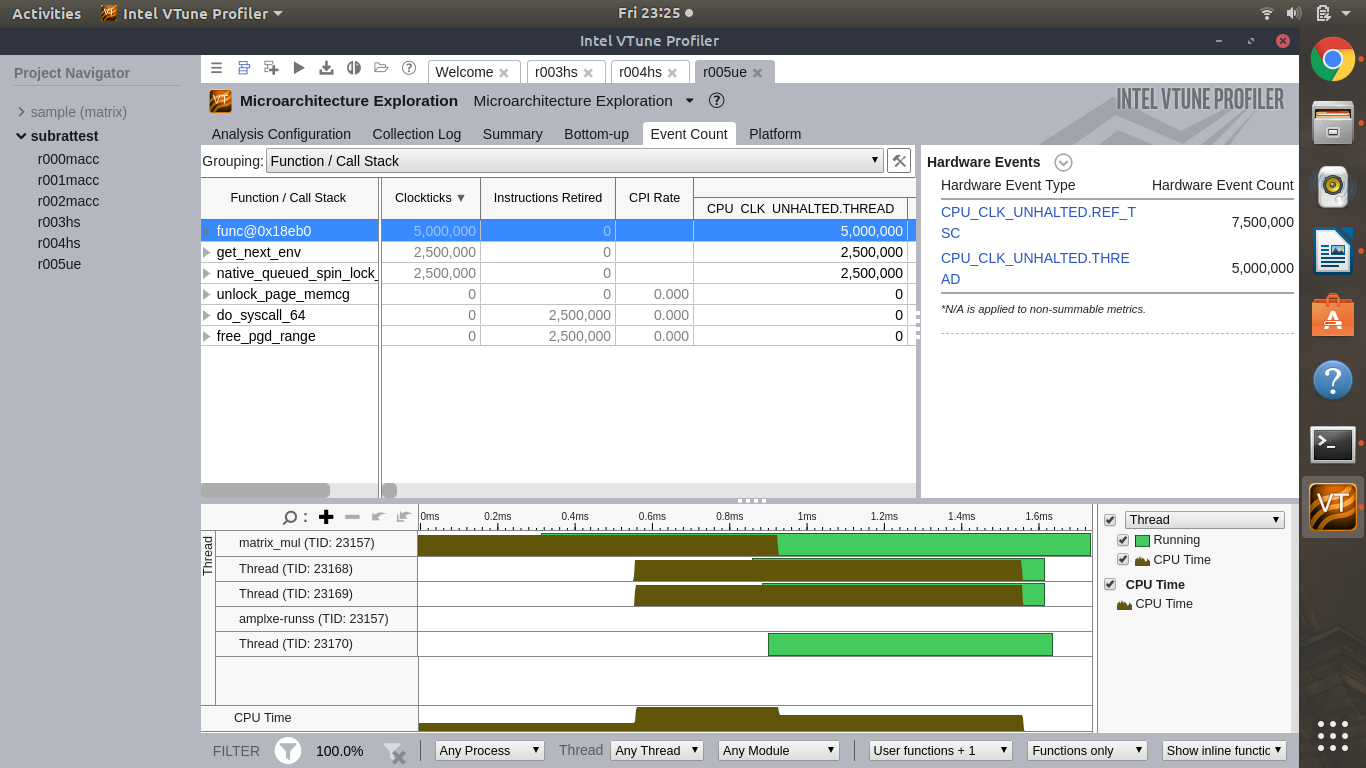 Activities Intel VTune Profiler Fri 23:25
Intel VTune Profiler
Project Navigator
sample (matrix)
subrattest
r000macc
r001macc
r002macc
r003hs
r004hs
r005ue
Welcome r003hs r004hs r005ue
VT Microarchitecture Exploration Microarchitecture Exploration INTEL VTUNE PROFILER
Analysis Configuration Collection Log Summary Bottom-up Event Count Platform
Grouping: Function / Call Stack
Function / Call Stack Clockticks ▼ Instructions Retired CPI Rate
CPU_CLK_UNHALTED.THREAD
func@0x18eb0 5,000,000 0 5,000,000
get_next_env 2,500,000 0 2,500,000
native_queued_spin_lock_ 2,500,000 0 2,500,000
unlock_page_memcg 0 0 0.000 0
do_syscall_64 0 2,500,000 0.000 0
free_pgd_range 0 2,500,000 0.000 0
Hardware Events
Hardware Event Type Hardware Event Count
CPU_CLK_UNHALTED.REF_T
SC 7,500,000
CPU_CLK_UNHALTED.THRE
AD 5,000,000
*N/A is applied to non-summable metrics.
0ms 0.2ms 0.4ms 0.6ms 0.8ms 1ms 1.2ms 1.4ms 1.6ms
Thread
matrix_mul (TID: 23157)
Thread (TID: 23168)
Thread (TID: 23169)
amplxe-runss (TID: 23157)
Thread (TID: 23170)
CPU Time
Thread
Running
CPU Time
CPU Time
CPU Time
FILTER 100.0% Any Process Thread Any Thread Any Module User functions + 1 Functions only Show inline functic
VT